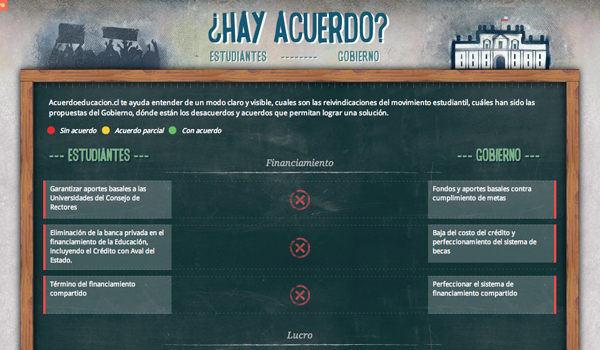 ¿HAY ACUERDO?
ESTUDIANTES -------- GOBIERNO
Acuerdoeducacion.cl te ayuda entender de un modo claro y visible, cuales son las reivindicaciones del movimiento estudiantil, cuáles han sido las
propuestas del Gobierno, dónde están los desacuerdos y acuerdos que permitan lograr una solución.
Sin acuerdo Acuerdo parcial Con acuerdo
--- ESTUDIANTES ---
--- GOBIERNO ---
Financiamiento
Garantizar aportes basales a las
Universidades del Consejo de
Rectores
Fondos y aportes basales contra
cumplimiento de metas
Eliminación de la banca privada en el
financiamiento de la Educación,
incluyendo el Crédito con Aval del
Estado.
Baja del costo del crédito y
perfeccionamiento del sistema de
becas
Término del financiamiento
compartido
Perfeccionar el sistema de
financiamiento compartido
Lucro